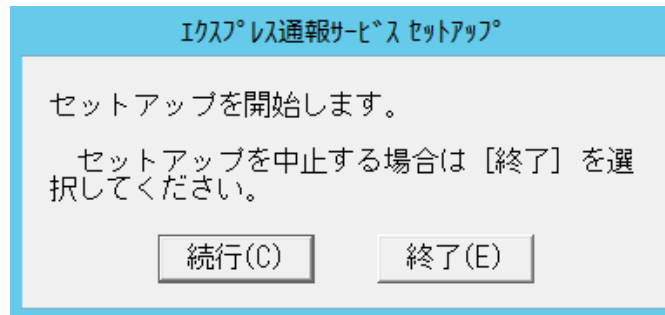 ｴｸｽﾌﾟﾚｽ通報ｻｰﾋﾞｽ ｾｯﾄｱｯﾌﾟ
セットアップを開始します。
　セットアップを中止する場合は［終了］を選
択してください。
続行(C)
終了(E)